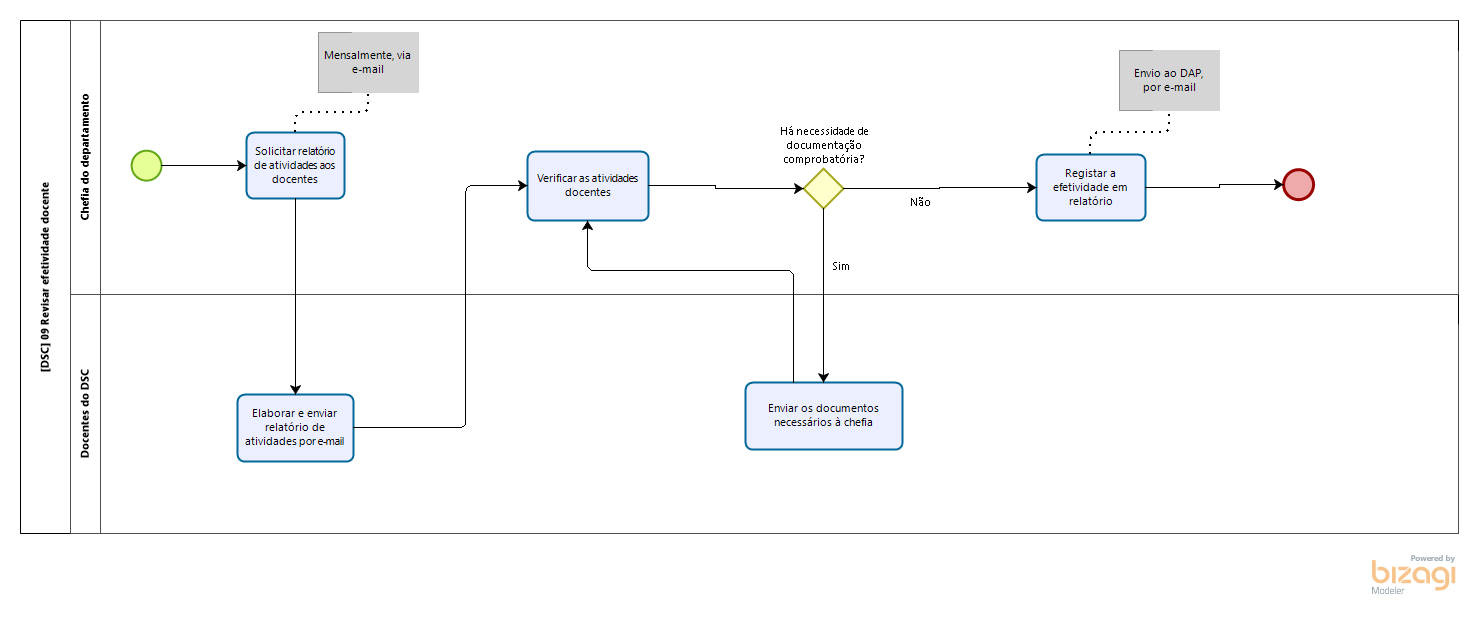 [DSC] 09 Revisar efetividade docente
Chefia do departamento
Mensalmente, via
e-mail
Solicitar relatório
de atividades aos
docentes
Verificar as atividades
docentes
Há necessidade de
documentação
comprobatória?
Não
Sim
Envio ao DAP,
por e-mail
Registar a
efetividade em
relatório
Docentes do DSC
Elaborar e enviar
relatório de
atividades por e-mail
Enviar os documentos
necessários à chefia
Powered by
bizagi
Modeler